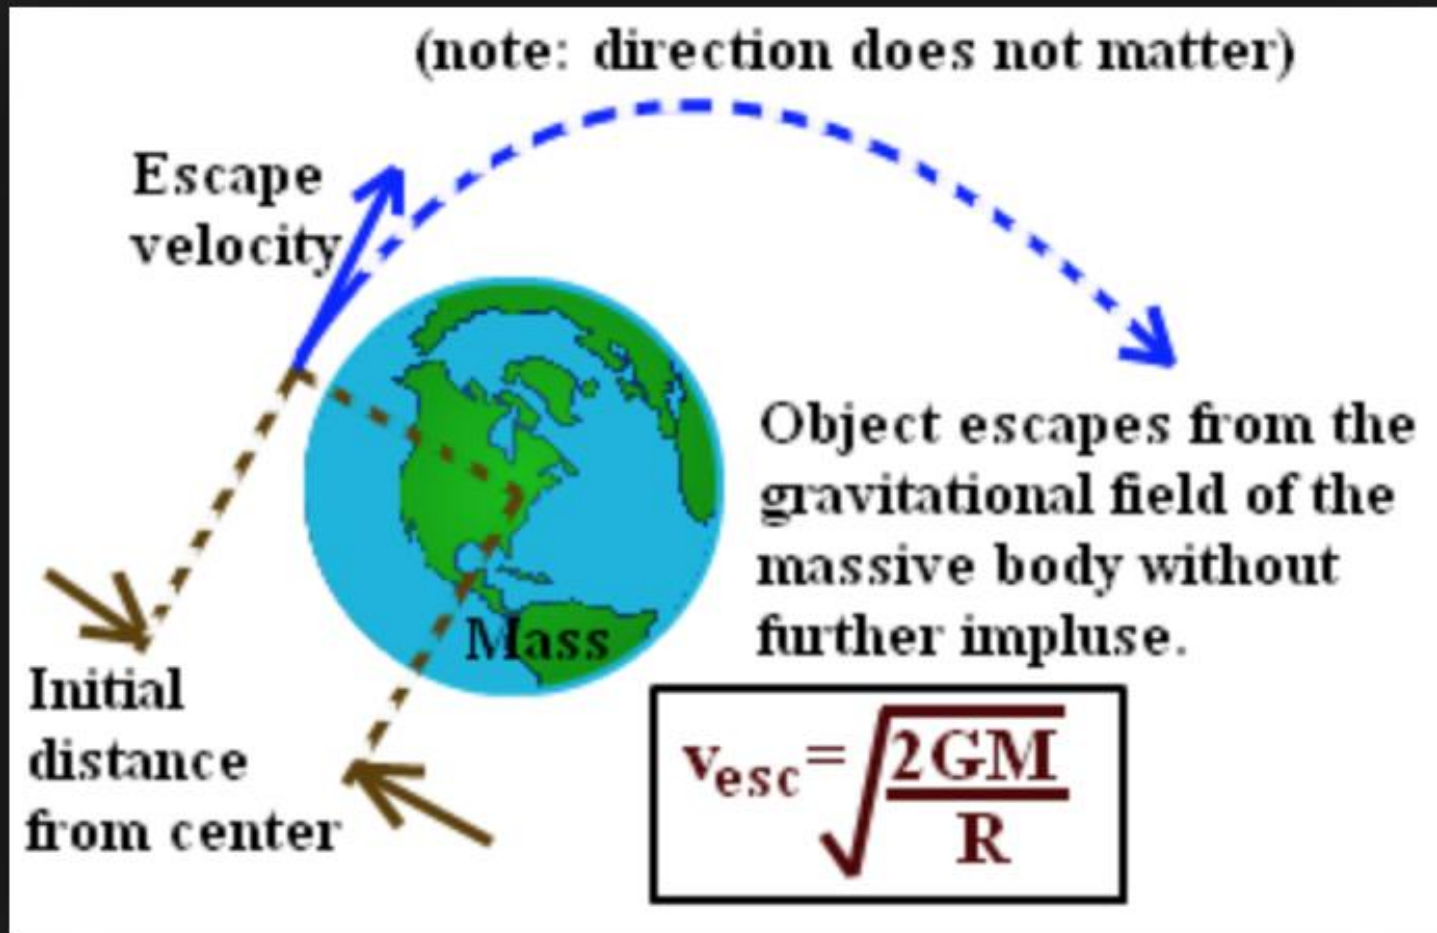 (note: direction does not matter)
Escape
velocity
Object escapes from the
gravitational field of the
massive body without
further impluse.
Mass
Initial
distance
from center
v_esc = √(2GM/R)